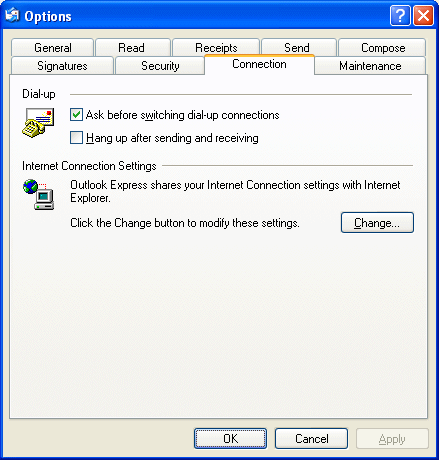 Options
General Read Receipts Send Compose
Signatures Security Connection Maintenance
Dial-up
Ask before switching dial-up connections
Hang up after sending and receiving
Internet Connection Settings
Outlook Express shares your Internet Connection settings with Internet
Explorer.
Click the Change button to modify these settings. Change...
OK Cancel Apply